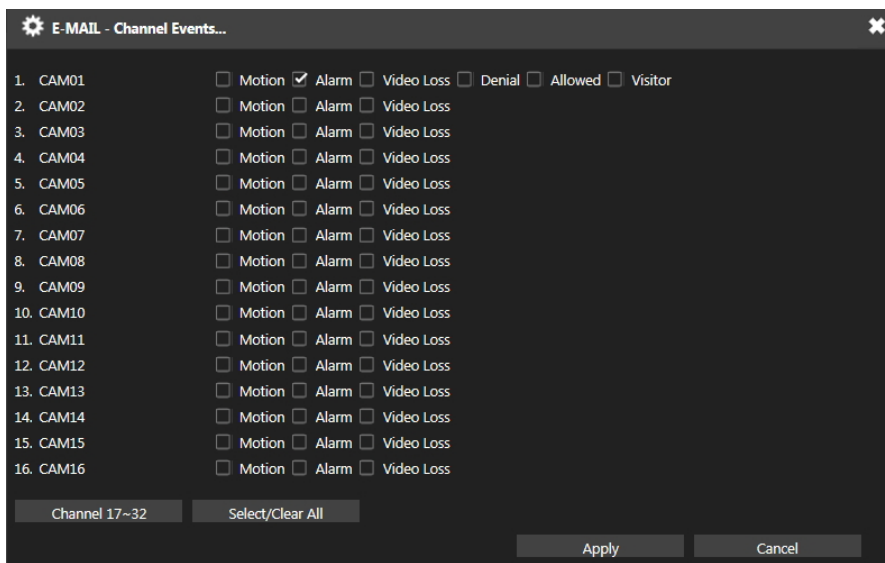 E-MAIL - Channel Events...
1. CAM01 Motion Alarm Video Loss Denial Allowed Visitor
2. CAM02 Motion Alarm Video Loss
3. CAM03 Motion Alarm Video Loss
4. CAM04 Motion Alarm Video Loss
5. CAM05 Motion Alarm Video Loss
6. CAM06 Motion Alarm Video Loss
7. CAM07 Motion Alarm Video Loss
8. CAM08 Motion Alarm Video Loss
9. CAM09 Motion Alarm Video Loss
10. CAM10 Motion Alarm Video Loss
11. CAM11 Motion Alarm Video Loss
12. CAM12 Motion Alarm Video Loss
13. CAM13 Motion Alarm Video Loss
14. CAM14 Motion Alarm Video Loss
15. CAM15 Motion Alarm Video Loss
16. CAM16 Motion Alarm Video Loss
Channel 17~32 Select/Clear All
Apply Cancel